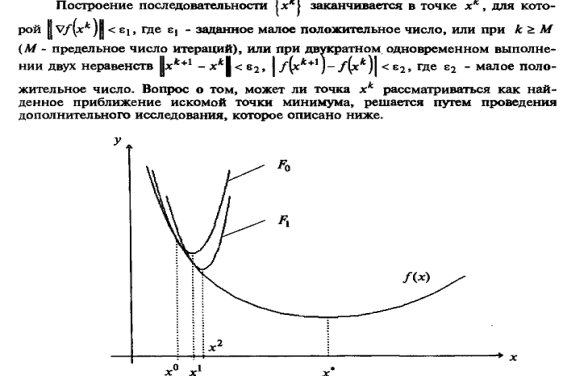 Построение последовательности {x^k} заканчивается в точке x^k, для кото-
рой ||∇f(x^k)|| < ε₁, где ε₁ - заданное малое положительное число, или при k ≥ M
(M - предельное число итераций), или при двукратном одновременном выполне-
нии двух неравенств ||x^{k+1} - x^k|| < ε₂, |f(x^{k+1}) - f(x^k)| < ε₂, где ε₂ - малое поло-
жительное число. Вопрос о том, может ли точка x^k рассматриваться как най-
денное приближение искомой точки минимума, решается путем проведения
дополнительного исследования, которое описано ниже.
y
F₀
F₁
f(x)
x²
x⁰ x¹ x* x